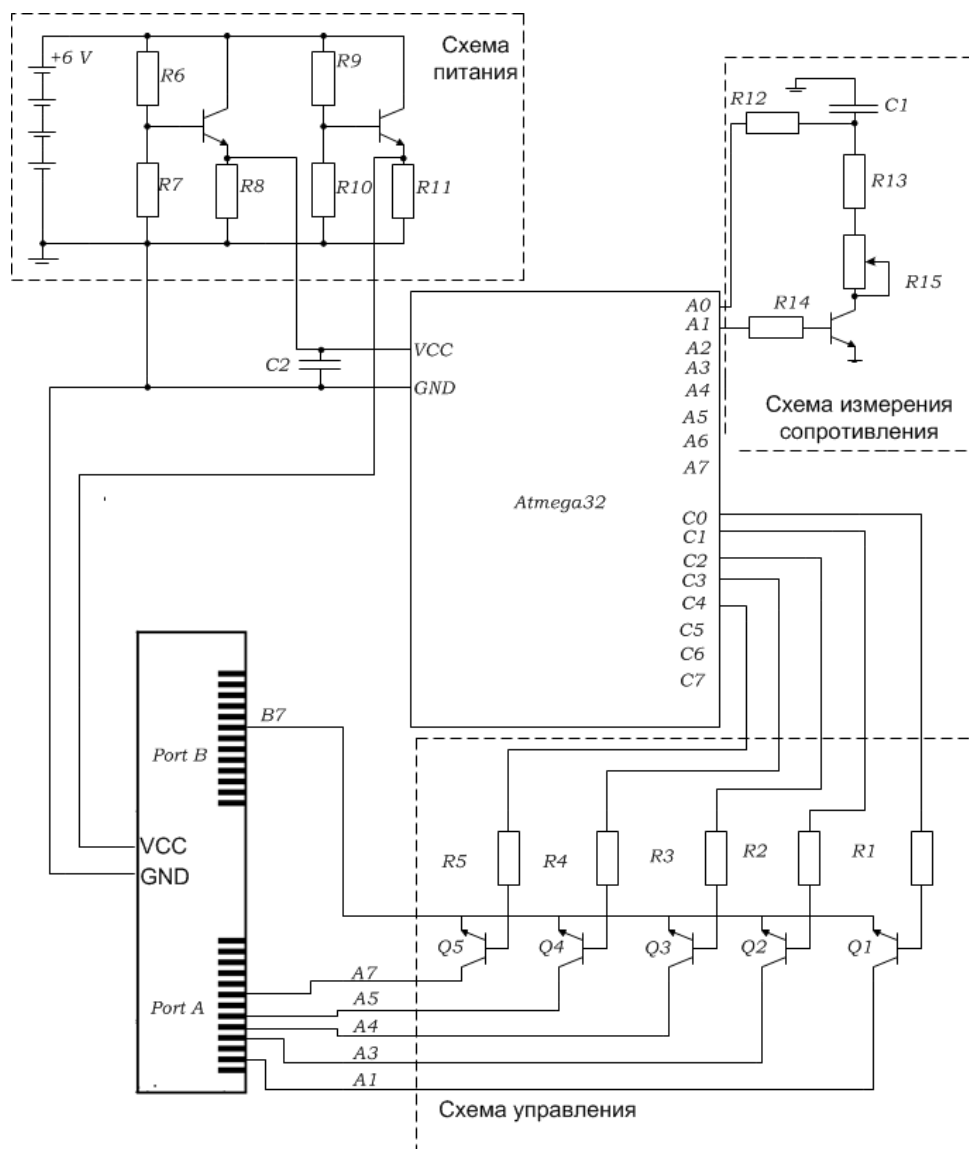 +6 V
R6
R9
Схема
питания
R7
R8
R10
R11
R12
C1
R13
R14
R15
Схема измерения
сопротивления
VCC
GND
C2
Atmega32
A0
A1
A2
A3
A4
A5
A6
A7
C0
C1
C2
C3
C4
C5
C6
C7
B7
Port B
VCC
GND
Port A
R5
R4
R3
R2
R1
Q5
Q4
Q3
Q2
Q1
A7
A5
A4
A3
A1
Схема управления